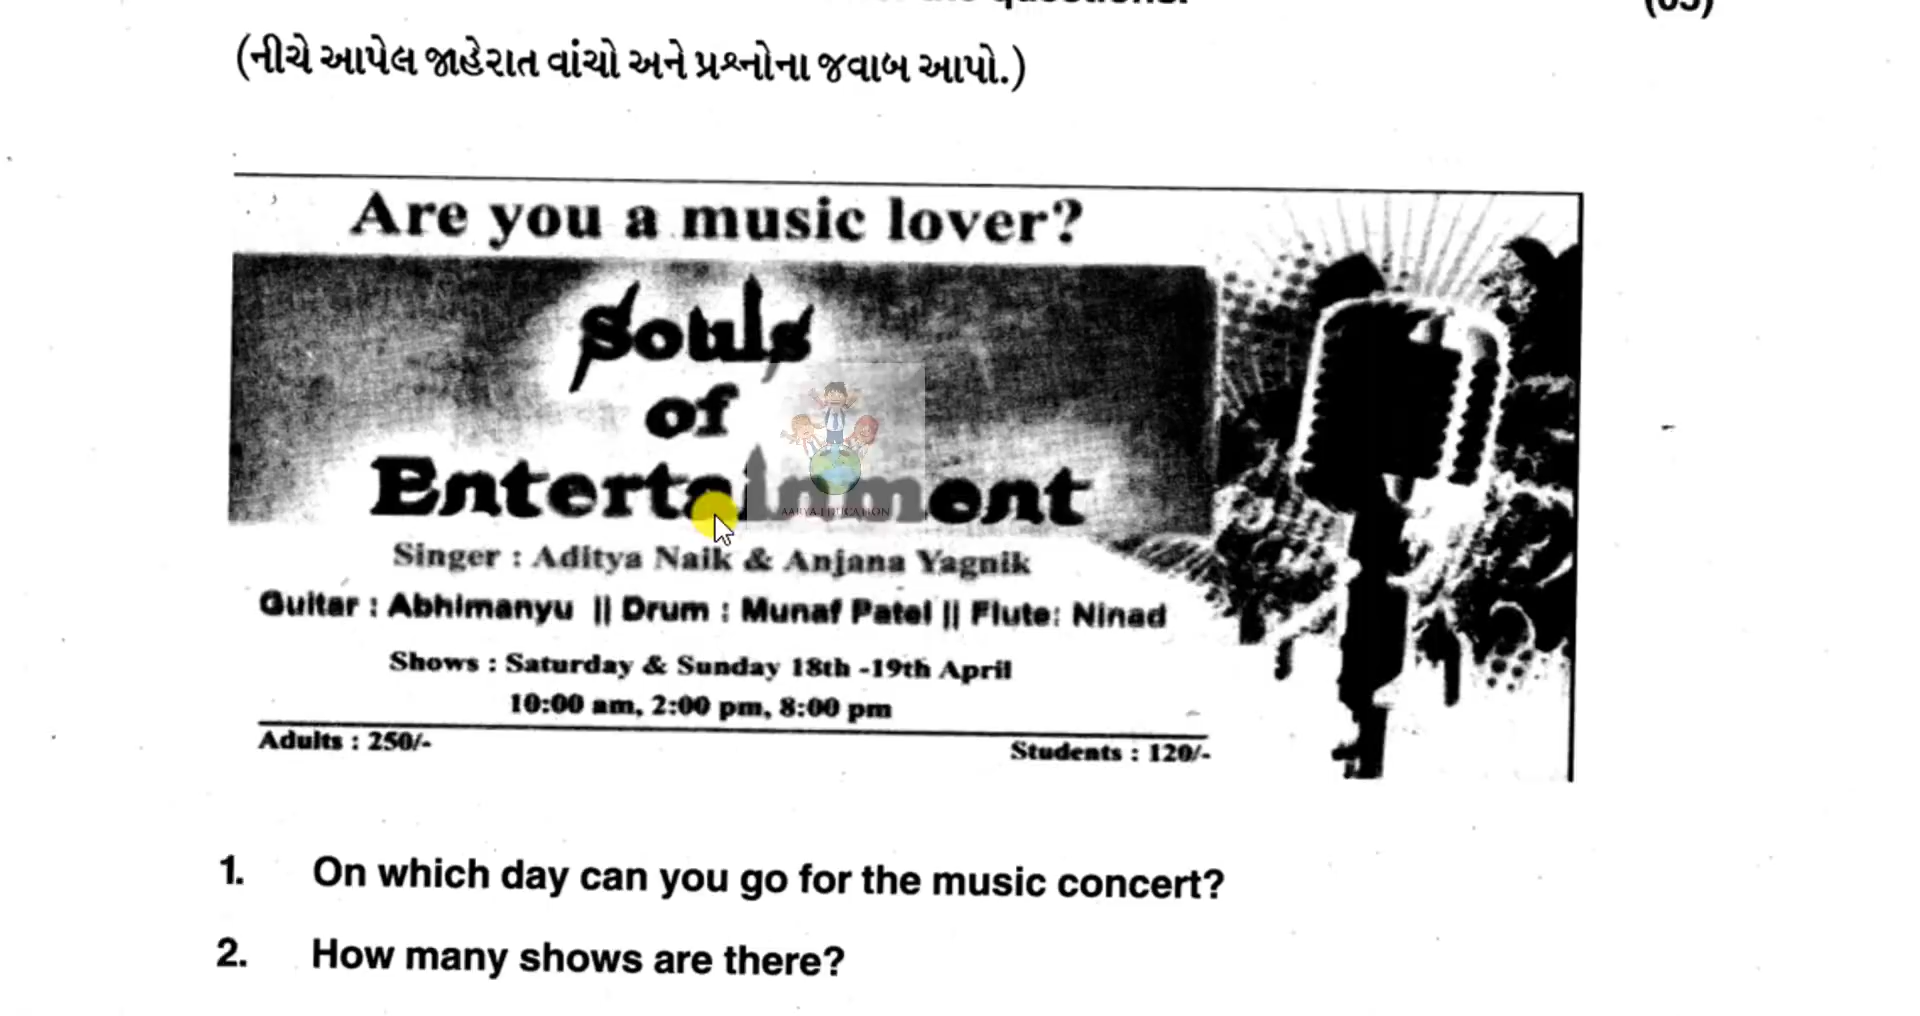 (નીચે આપેલ જાહેરાત વાંચો અને પ્રશ્નોના જવાબ આપો.)
Are you a music lover?
Souls
of
Entertainment
AARYA EDUCATION
Singer : Aditya Naik & Anjana Yagnik
Guitar : Abhimanyu || Drum : Munaf Patel || Flute: Ninad
Shows : Saturday & Sunday 18th -19th April
10:00 am, 2:00 pm, 8:00 pm
Adults : 250/- Students : 120/-
1. On which day can you go for the music concert?
2. How many shows are there?